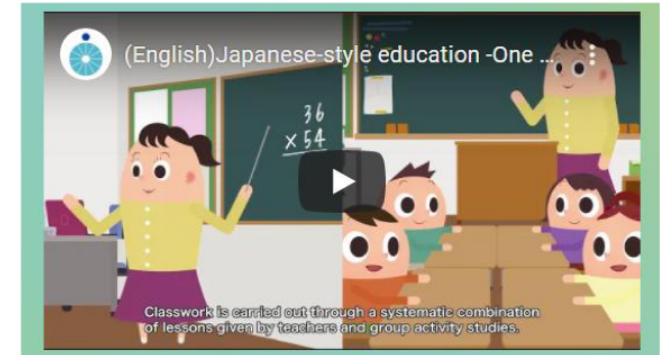 (English)Japanese-style education -One ...
36
×54
Classwork is carried out through a systematic combination
of lessons given by teachers and group activity studies.